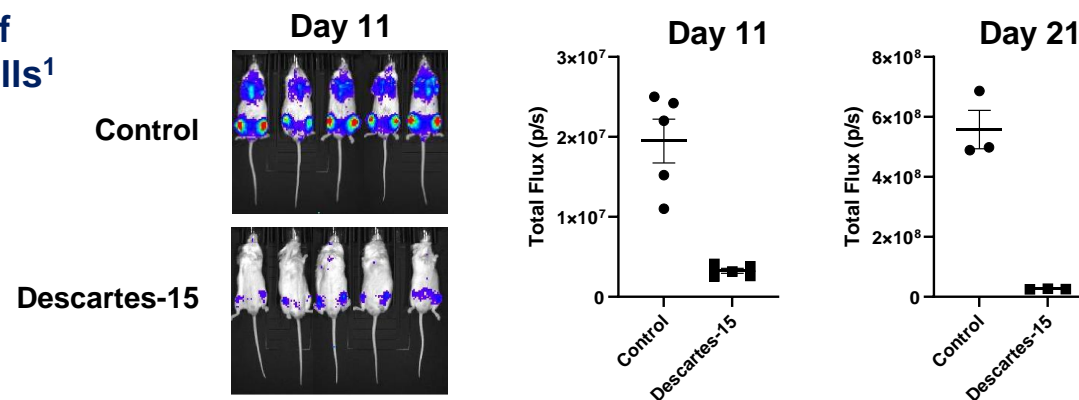 f
lls¹
Day 11
Control
Descartes-15
Day 11
Total Flux (p/s)
3×10⁷
2×10⁷
1×10⁷
0
Control
Descartes-15
Day 21
Total Flux (p/s)
8×10⁸
6×10⁸
4×10⁸
2×10⁸
0
Control
Descartes-15